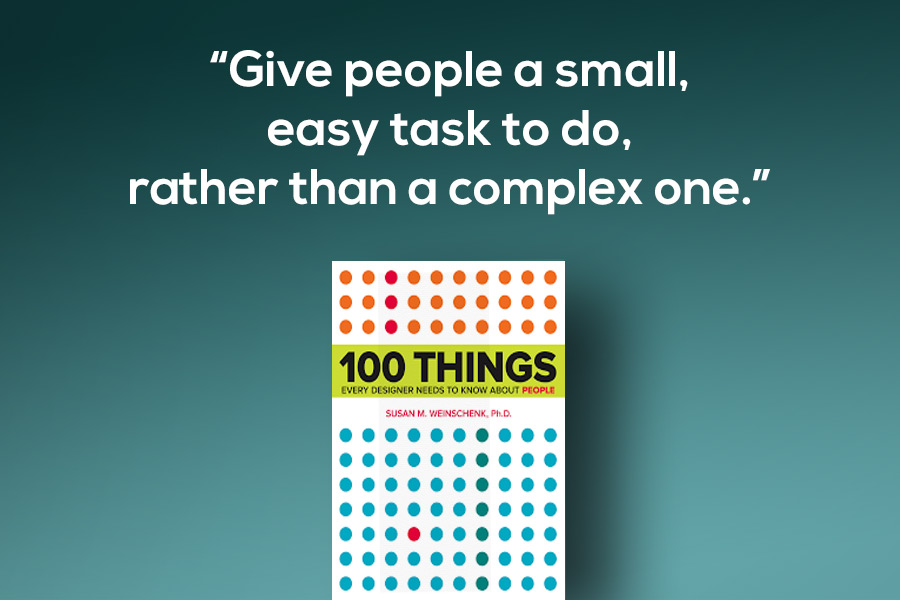 “Give people a small,
easy task to do,
rather than a complex one.”
100 THINGS
EVERY DESIGNER NEEDS TO KNOW ABOUT PEOPLE
SUSAN M. WEINSCHENK, Ph.D.